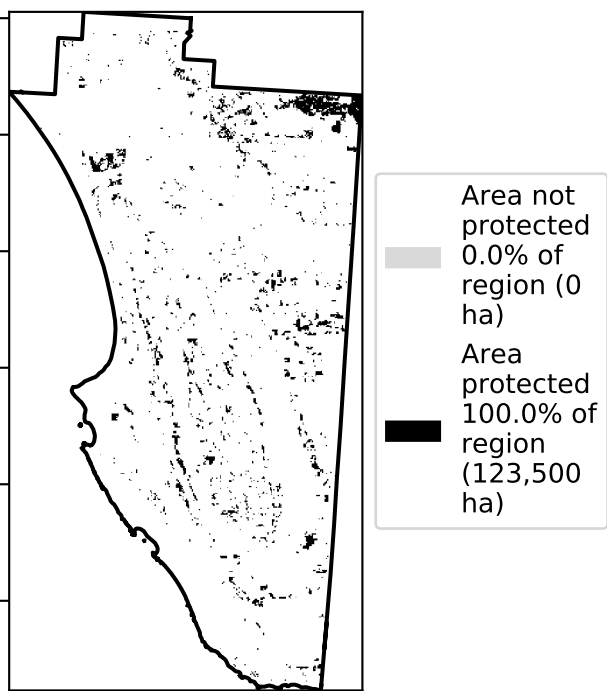 Area not
protected
0.0% of
region (0
ha)
Area
protected
100.0% of
region
(123,500
ha)